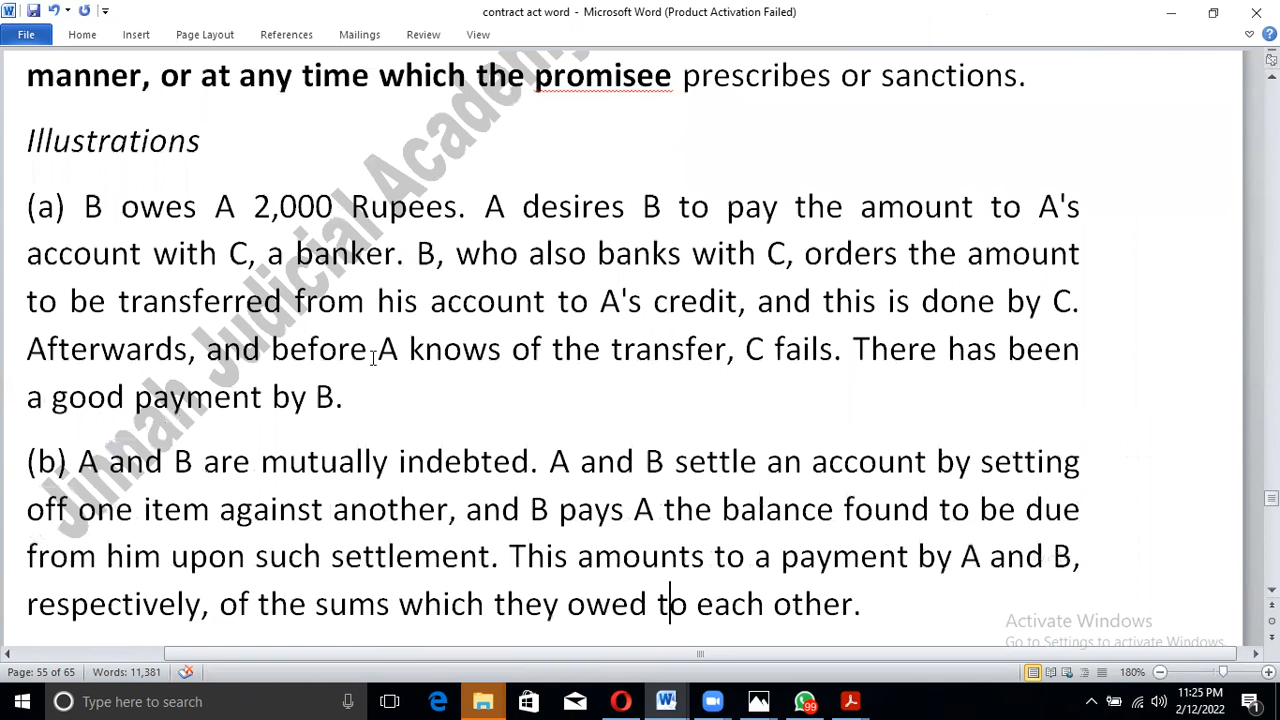 contract act word - Microsoft Word (Product Activation Failed)
File Home Insert Page Layout References Mailings Review View
manner, or at any time which the promisee prescribes or sanctions.
Illustrations
(a) B owes A 2,000 Rupees. A desires B to pay the amount to A's
account with C, a banker. B, who also banks with C, orders the amount
to be transferred from his account to A's credit, and this is done by C.
Afterwards, and before A knows of the transfer, C fails. There has been
a good payment by B.
(b) A and B are mutually indebted. A and B settle an account by setting
off one item against another, and B pays A the balance found to be due
from him upon such settlement. This amounts to a payment by A and B,
respectively, of the sums which they owed to each other.
Jinnah Judicial Academy
Activate Windows
Go to Settings to activate Windows.
Page: 55 of 65 Words: 11,381 180%
Type here to search 99 11:25 PM
2/12/2022 1